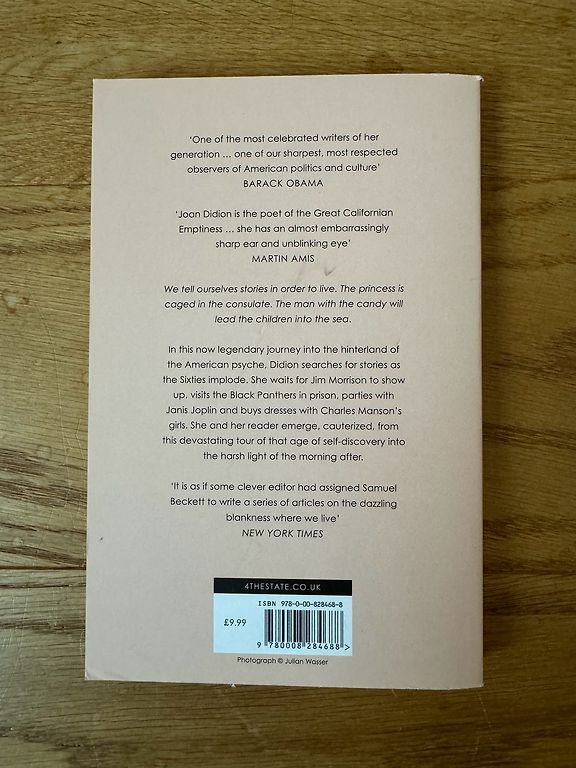 ‘One of the most celebrated writers of her
generation ... one of our sharpest, most respected
observers of American politics and culture’
BARACK OBAMA
‘Joan Didion is the poet of the Great Californian
Emptiness ... she has an almost embarrassingly
sharp ear and unblinking eye’
MARTIN AMIS
We tell ourselves stories in order to live. The princess is
caged in the consulate. The man with the candy will
lead the children into the sea.
In this now legendary journey into the hinterland of
the American psyche, Didion searches for stories as
the Sixties implode. She waits for Jim Morrison to show
up, visits the Black Panthers in prison, parties with
Janis Joplin and buys dresses with Charles Manson’s
girls. She and her reader emerge, cauterized, from
this devastating tour of that age of self-discovery into
the harsh light of the morning after.
‘It is as if some clever editor had assigned Samuel
Beckett to write a series of articles on the dazzling
blankness where we live’
NEW YORK TIMES
4THESTATE.CO.UK
ISBN 978-0-00-828468-8
£9.99
9 780008 284688 >
Photograph © Julian Wasser